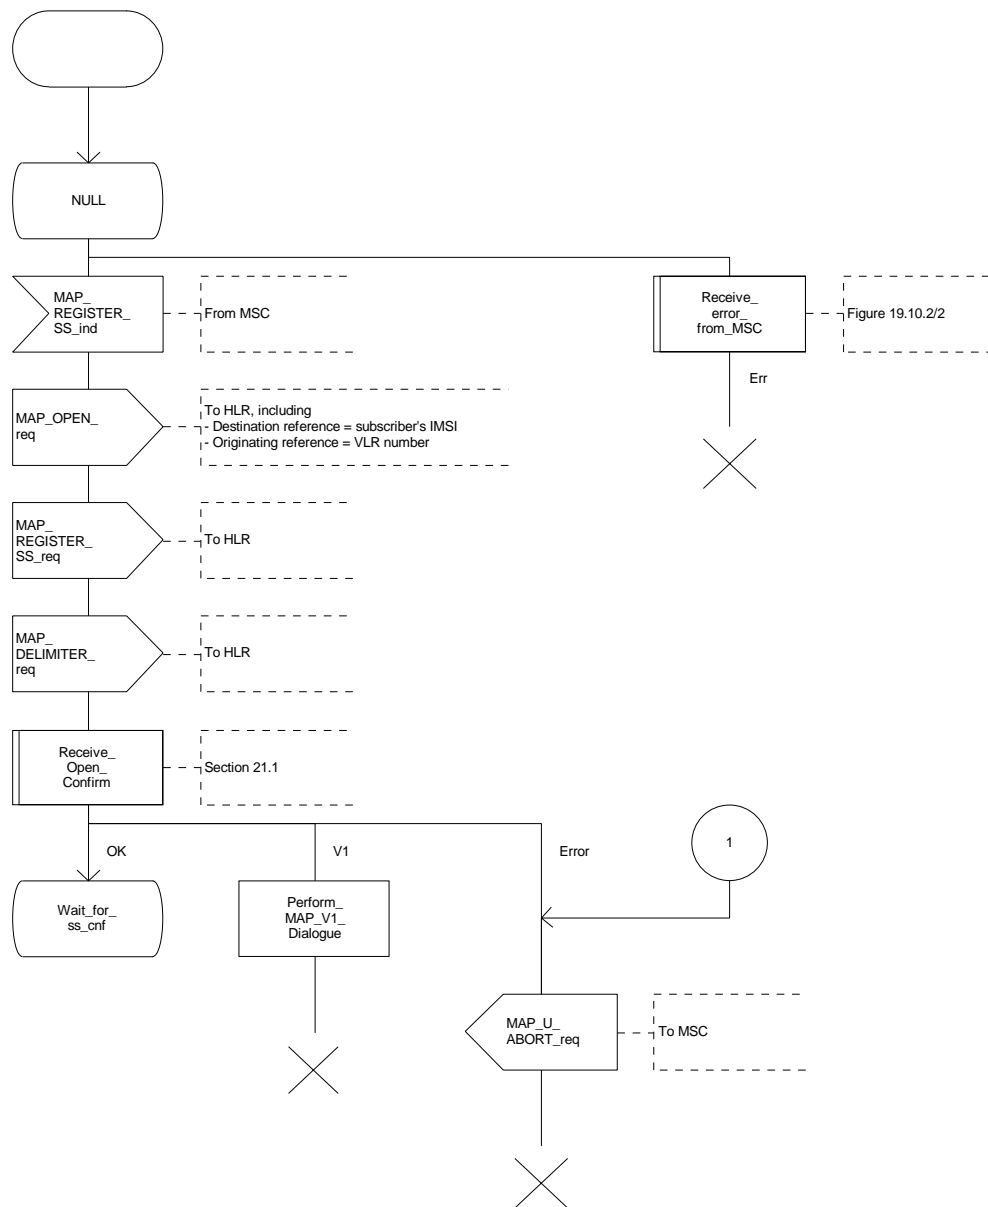 NULL
MAP_
REGISTER_
SS_ind
From MSC
Receive_
error_
from_MSC
Figure 19.10.2/2
Err
MAP_OPEN_
req
To HLR, including
- Destination reference = subscriber's IMSI
- Originating reference = VLR number
MAP_
REGISTER_
SS_req
To HLR
MAP_
DELIMITER_
req
To HLR
Receive_
Open_
Confirm
Section 21.1
OK
V1
Error
1
Wait_for_
ss_cnf
Perform_
MAP_V1_
Dialogue
MAP_U_
ABORT_req
To MSC